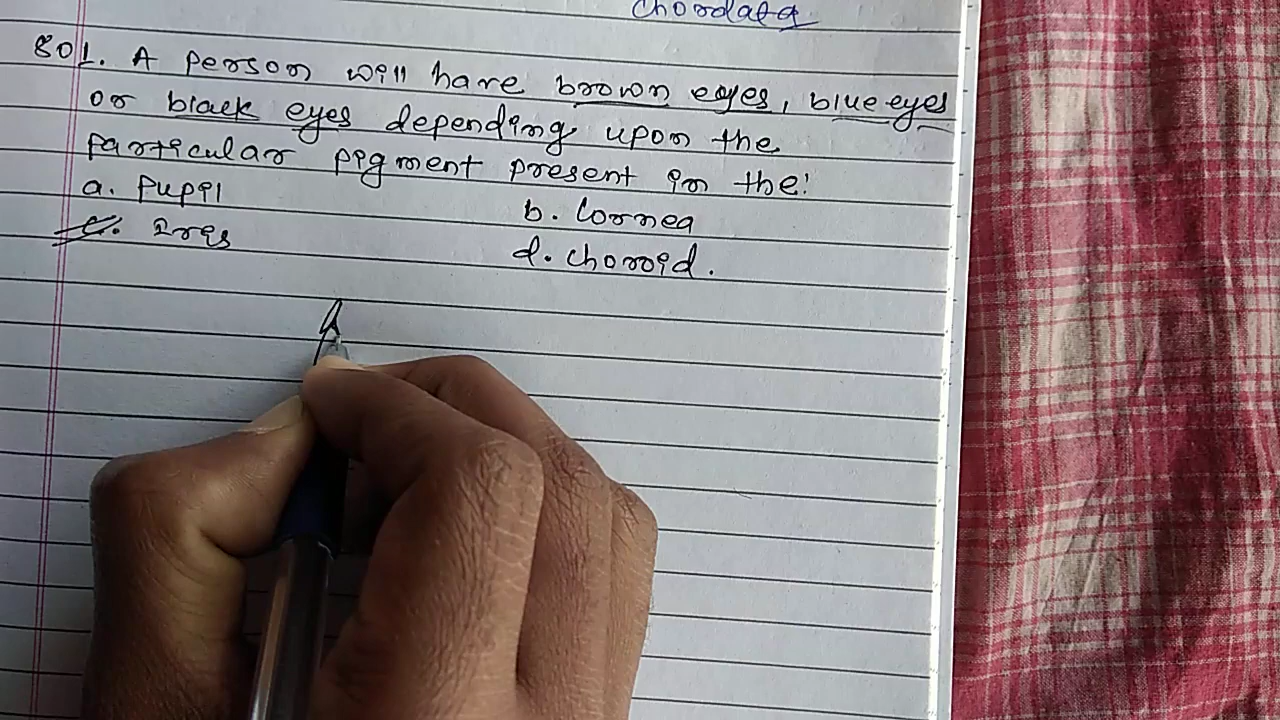 Chordata
801. A person will have brown eyes, blue eyes
or black eyes depending upon the
particular pigment present in the:
a. Pupil
b. Cornea
c. Iris
d. choroid.